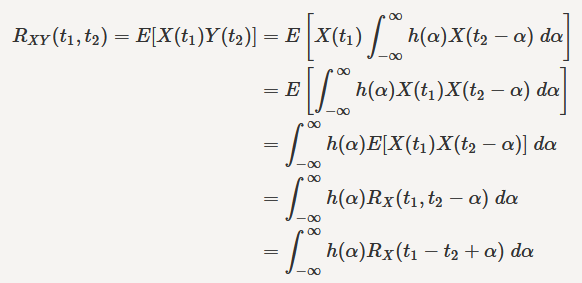 $R_{XY}(t_1, t_2) = E[X(t_1)Y(t_2)] = E\left[X(t_1)\int_{-\infty}^{\infty} h(\alpha)X(t_2 - \alpha)\ d\alpha\right]$
$= E\left[\int_{-\infty}^{\infty} h(\alpha)X(t_1)X(t_2 - \alpha)\ d\alpha\right]$
$= \int_{-\infty}^{\infty} h(\alpha)E[X(t_1)X(t_2 - \alpha)]\ d\alpha$
$= \int_{-\infty}^{\infty} h(\alpha)R_X(t_1, t_2 - \alpha)\ d\alpha$
$= \int_{-\infty}^{\infty} h(\alpha)R_X(t_1 - t_2 + \alpha)\ d\alpha$